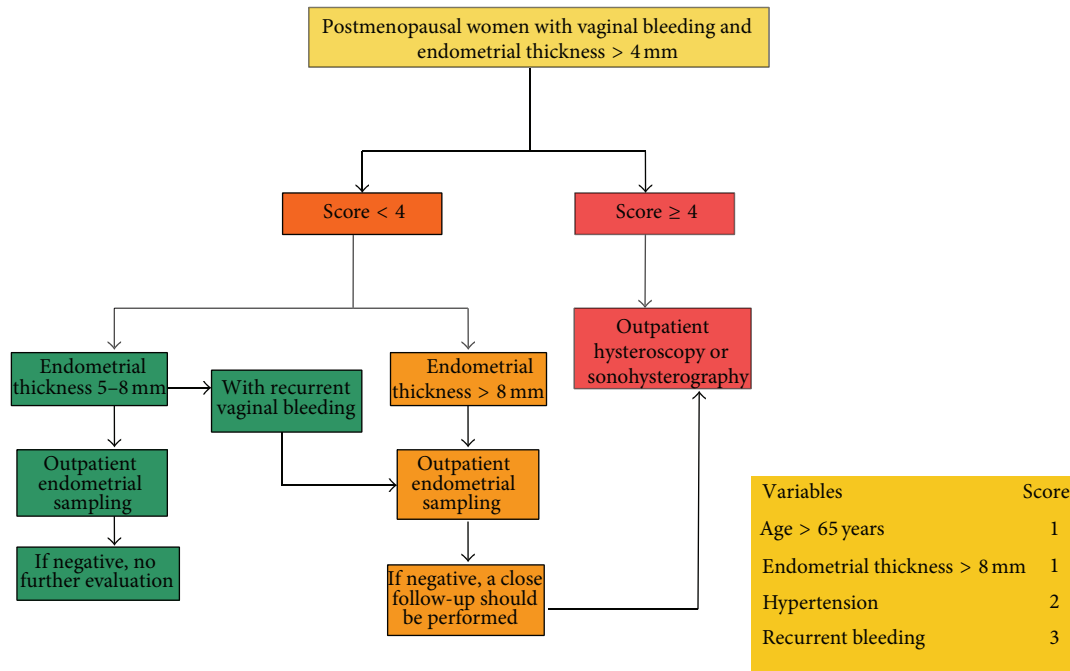 Postmenopausal women with vaginal bleeding and
endometrial thickness > 4 mm
Score < 4
Score ≥ 4
Endometrial
thickness 5–8 mm
With recurrent
vaginal bleeding
Endometrial
thickness > 8 mm
Outpatient
hysteroscopy or
sonohysterography
Outpatient
endometrial
sampling
Outpatient
endometrial
sampling
If negative, no
further evaluation
If negative, a close
follow-up should
be performed
Variables Score
Age > 65 years 1
Endometrial thickness > 8 mm 1
Hypertension 2
Recurrent bleeding 3